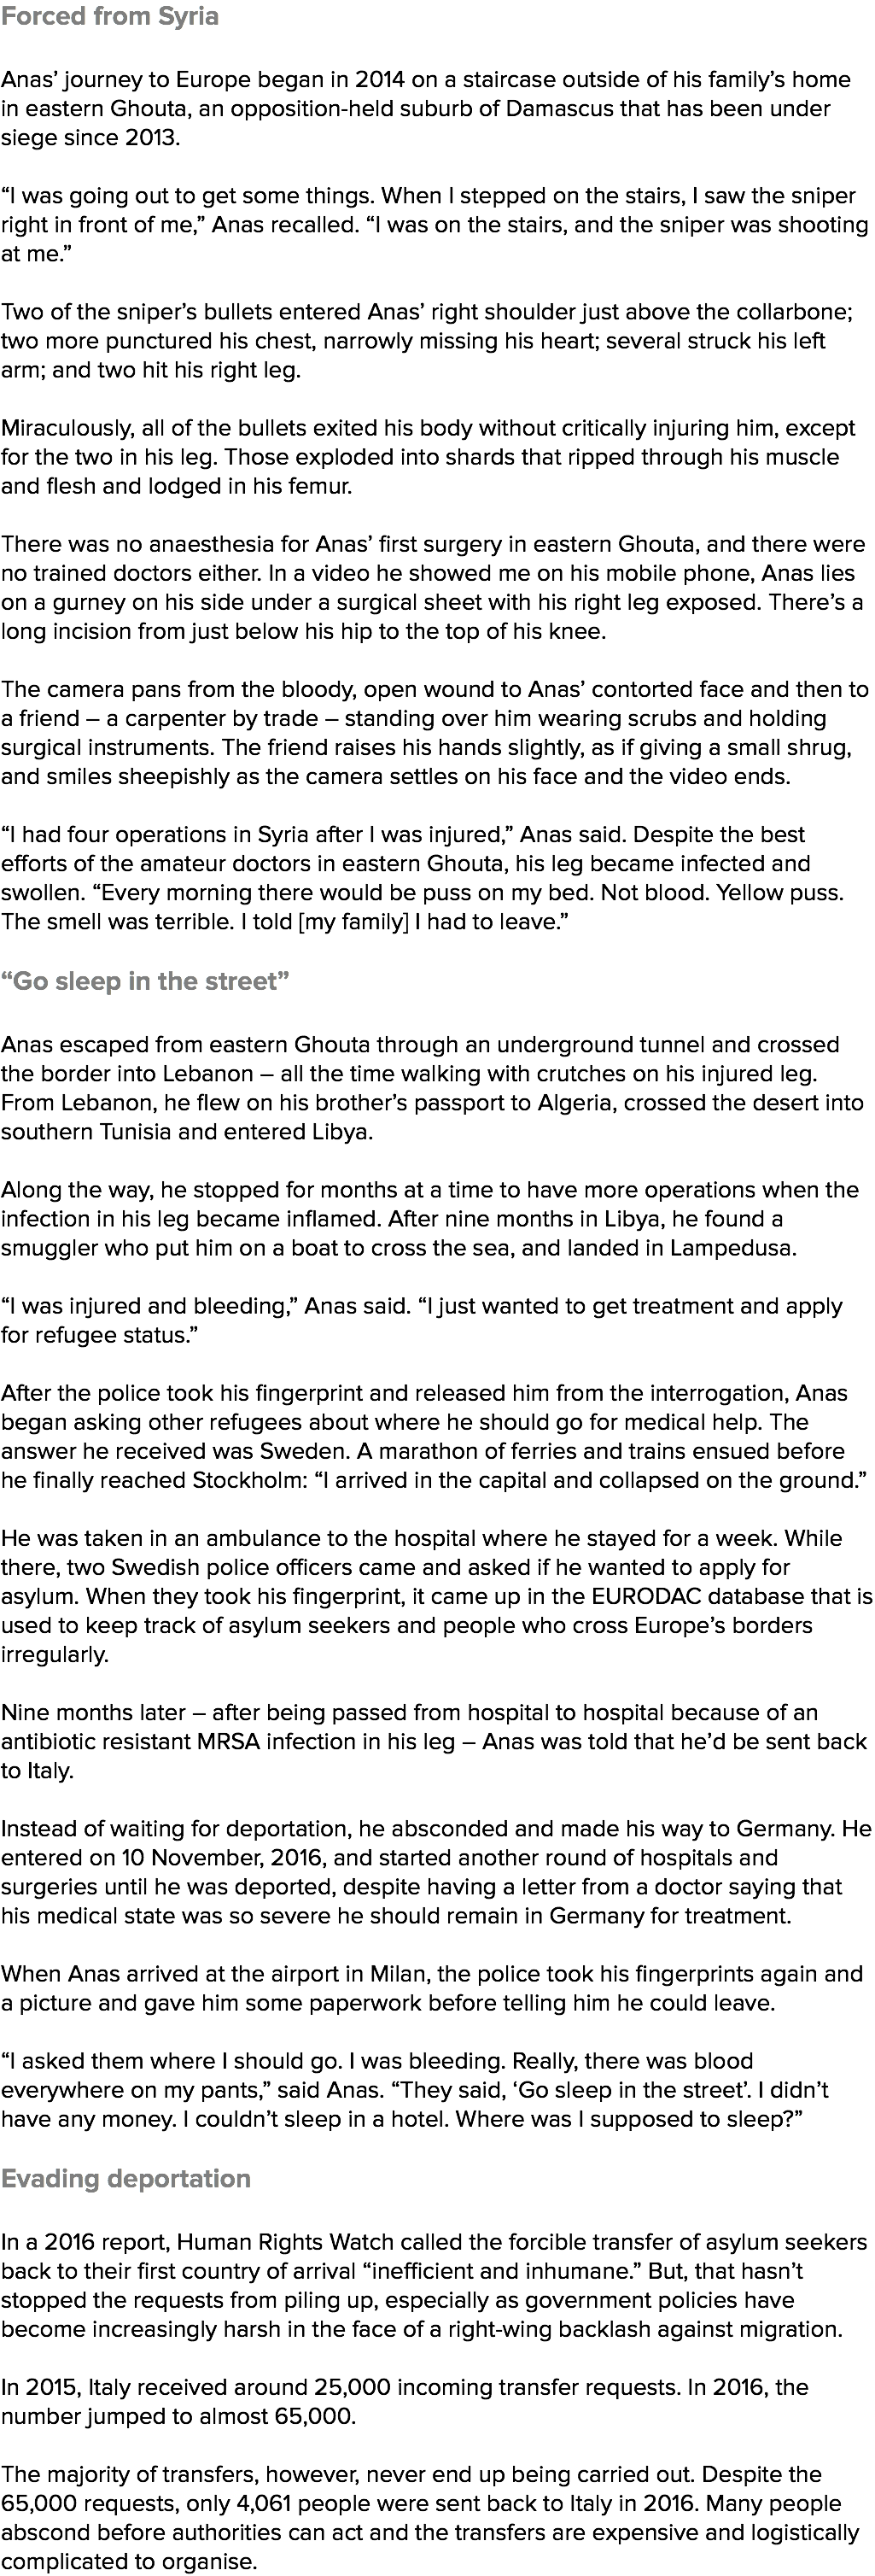 Forced from Syria
Anas’ journey to Europe began in 2014 on a staircase outside of his family’s home
in eastern Ghouta, an opposition-held suburb of Damascus that has been under
siege since 2013.
“I was going out to get some things. When I stepped on the stairs, I saw the sniper
right in front of me,” Anas recalled. “I was on the stairs, and the sniper was shooting
at me.”
Two of the sniper’s bullets entered Anas’ right shoulder just above the collarbone;
two more punctured his chest, narrowly missing his heart; several struck his left
arm; and two hit his right leg.
Miraculously, all of the bullets exited his body without critically injuring him, except
for the two in his leg. Those exploded into shards that ripped through his muscle
and flesh and lodged in his femur.
There was no anaesthesia for Anas’ first surgery in eastern Ghouta, and there were
no trained doctors either. In a video he showed me on his mobile phone, Anas lies
on a gurney on his side under a surgical sheet with his right leg exposed. There’s a
long incision from just below his hip to the top of his knee.
The camera pans from the bloody, open wound to Anas’ contorted face and then to
a friend – a carpenter by trade – standing over him wearing scrubs and holding
surgical instruments. The friend raises his hands slightly, as if giving a small shrug,
and smiles sheepishly as the camera settles on his face and the video ends.
“I had four operations in Syria after I was injured,” Anas said. Despite the best
efforts of the amateur doctors in eastern Ghouta, his leg became infected and
swollen. “Every morning there would be puss on my bed. Not blood. Yellow puss.
The smell was terrible. I told [my family] I had to leave.”
“Go sleep in the street”
Anas escaped from eastern Ghouta through an underground tunnel and crossed
the border into Lebanon – all the time walking with crutches on his injured leg.
From Lebanon, he flew on his brother’s passport to Algeria, crossed the desert into
southern Tunisia and entered Libya.
Along the way, he stopped for months at a time to have more operations when the
infection in his leg became inflamed. After nine months in Libya, he found a
smuggler who put him on a boat to cross the sea, and landed in Lampedusa.
“I was injured and bleeding,” Anas said. “I just wanted to get treatment and apply
for refugee status.”
After the police took his fingerprint and released him from the interrogation, Anas
began asking other refugees about where he should go for medical help. The
answer he received was Sweden. A marathon of ferries and trains ensued before
he finally reached Stockholm: “I arrived in the capital and collapsed on the ground.”
He was taken in an ambulance to the hospital where he stayed for a week. While
there, two Swedish police officers came and asked if he wanted to apply for
asylum. When they took his fingerprint, it came up in the EURODAC database that is
used to keep track of asylum seekers and people who cross Europe’s borders
irregularly.
Nine months later – after being passed from hospital to hospital because of an
antibiotic resistant MRSA infection in his leg – Anas was told that he’d be sent back
to Italy.
Instead of waiting for deportation, he absconded and made his way to Germany. He
entered on 10 November, 2016, and started another round of hospitals and
surgeries until he was deported, despite having a letter from a doctor saying that
his medical state was so severe he should remain in Germany for treatment.
When Anas arrived at the airport in Milan, the police took his fingerprints again and
a picture and gave him some paperwork before telling him he could leave.
“I asked them where I should go. I was bleeding. Really, there was blood
everywhere on my pants,” said Anas. “They said, ‘Go sleep in the street’. I didn’t
have any money. I couldn’t sleep in a hotel. Where was I supposed to sleep?”
Evading deportation
In a 2016 report, Human Rights Watch called the forcible transfer of asylum seekers
back to their first country of arrival “inefficient and inhumane.” But, that hasn’t
stopped the requests from piling up, especially as government policies have
become increasingly harsh in the face of a right-wing backlash against migration.
In 2015, Italy received around 25,000 incoming transfer requests. In 2016, the
number jumped to almost 65,000.
The majority of transfers, however, never end up being carried out. Despite the
65,000 requests, only 4,061 people were sent back to Italy in 2016. Many people
abscond before authorities can act and the transfers are expensive and logistically
complicated to organise.